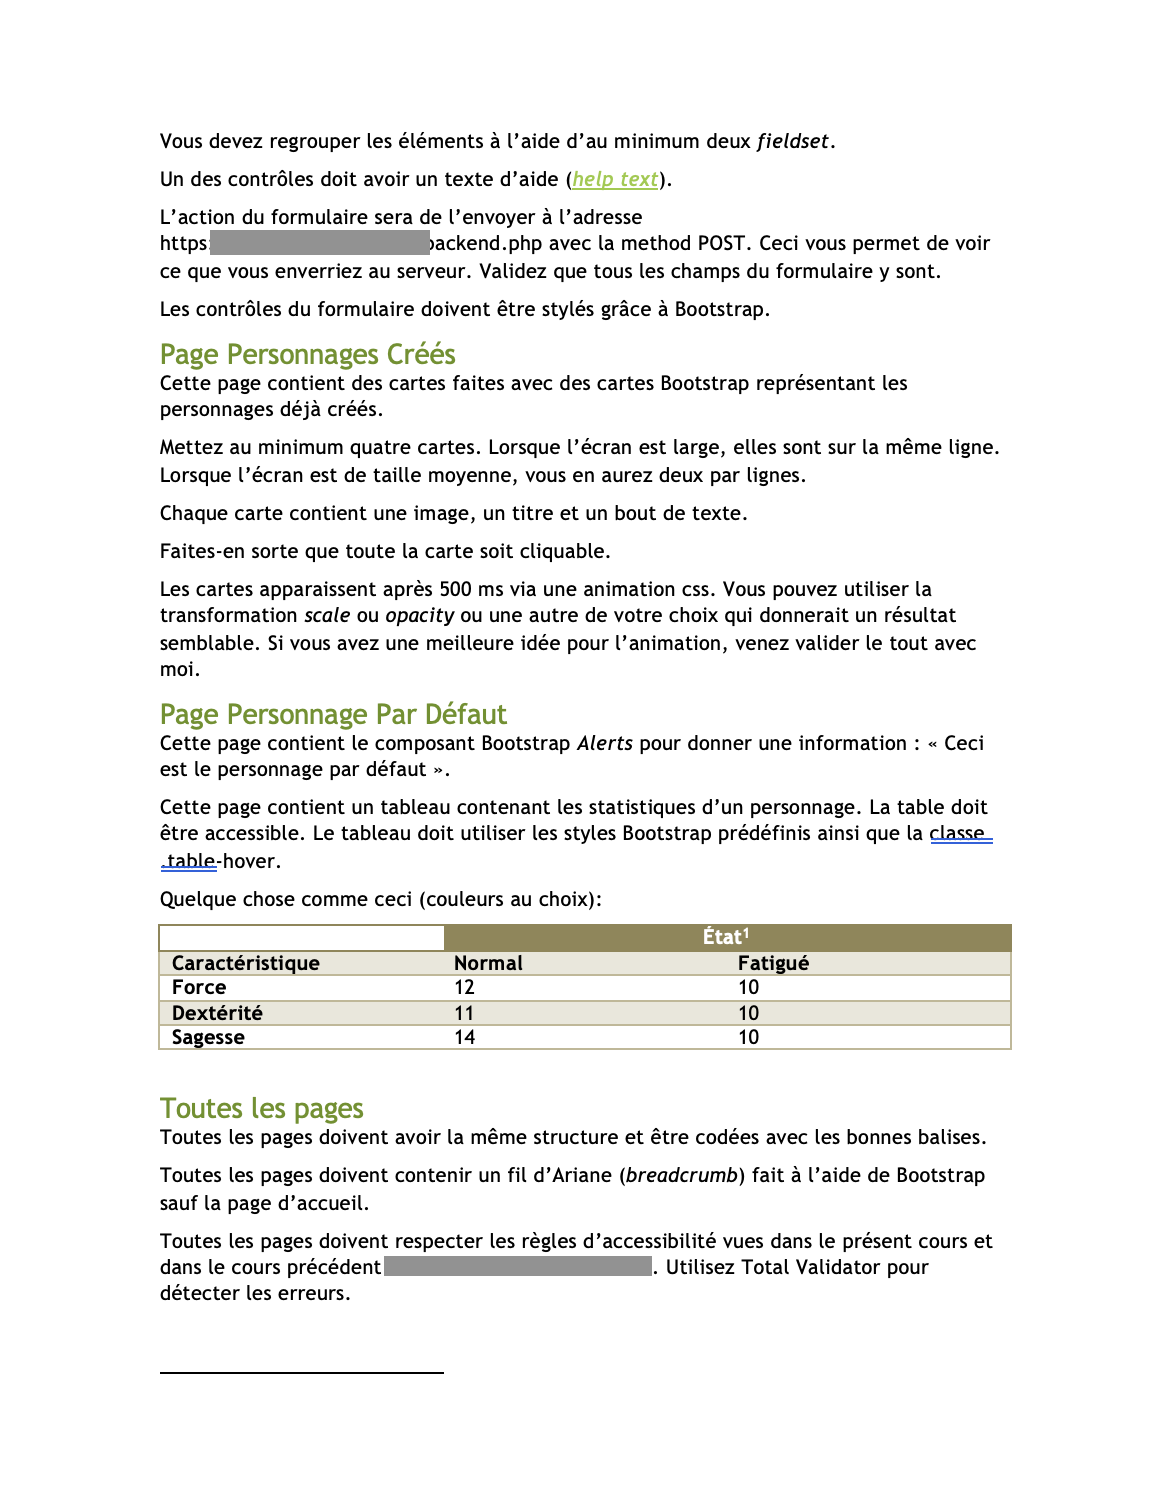 Vous devez regrouper les éléments à l’aide d’au minimum deux fieldset.
Un des contrôles doit avoir un texte d’aide (help text).
L’action du formulaire sera de l’envoyer à l’adresse
https: backend.php avec la method POST. Ceci vous permet de voir
ce que vous enverriez au serveur. Validez que tous les champs du formulaire y sont.
Les contrôles du formulaire doivent être stylés grâce à Bootstrap.
Page Personnages Créés
Cette page contient des cartes faites avec des cartes Bootstrap représentant les
personnages déjà créés.
Mettez au minimum quatre cartes. Lorsque l’écran est large, elles sont sur la même ligne.
Lorsque l’écran est de taille moyenne, vous en aurez deux par lignes.
Chaque carte contient une image, un titre et un bout de texte.
Faites-en sorte que toute la carte soit cliquable.
Les cartes apparaissent après 500 ms via une animation css. Vous pouvez utiliser la
transformation scale ou opacity ou une autre de votre choix qui donnerait un résultat
semblable. Si vous avez une meilleure idée pour l’animation, venez valider le tout avec
moi.
Page Personnage Par Défaut
Cette page contient le composant Bootstrap Alerts pour donner une information : « Ceci
est le personnage par défaut ».
Cette page contient un tableau contenant les statistiques d’un personnage. La table doit
être accessible. Le tableau doit utiliser les styles Bootstrap prédéfinis ainsi que la classe
.table-hover.
Quelque chose comme ceci (couleurs au choix):
État¹
Caractéristique Normal Fatigué
Force 12 10
Dextérité 11 10
Sagesse 14 10
Toutes les pages
Toutes les pages doivent avoir la même structure et être codées avec les bonnes balises.
Toutes les pages doivent contenir un fil d’Ariane (breadcrumb) fait à l’aide de Bootstrap
sauf la page d’accueil.
Toutes les pages doivent respecter les règles d’accessibilité vues dans le présent cours et
dans le cours précédent . Utilisez Total Validator pour
détecter les erreurs.